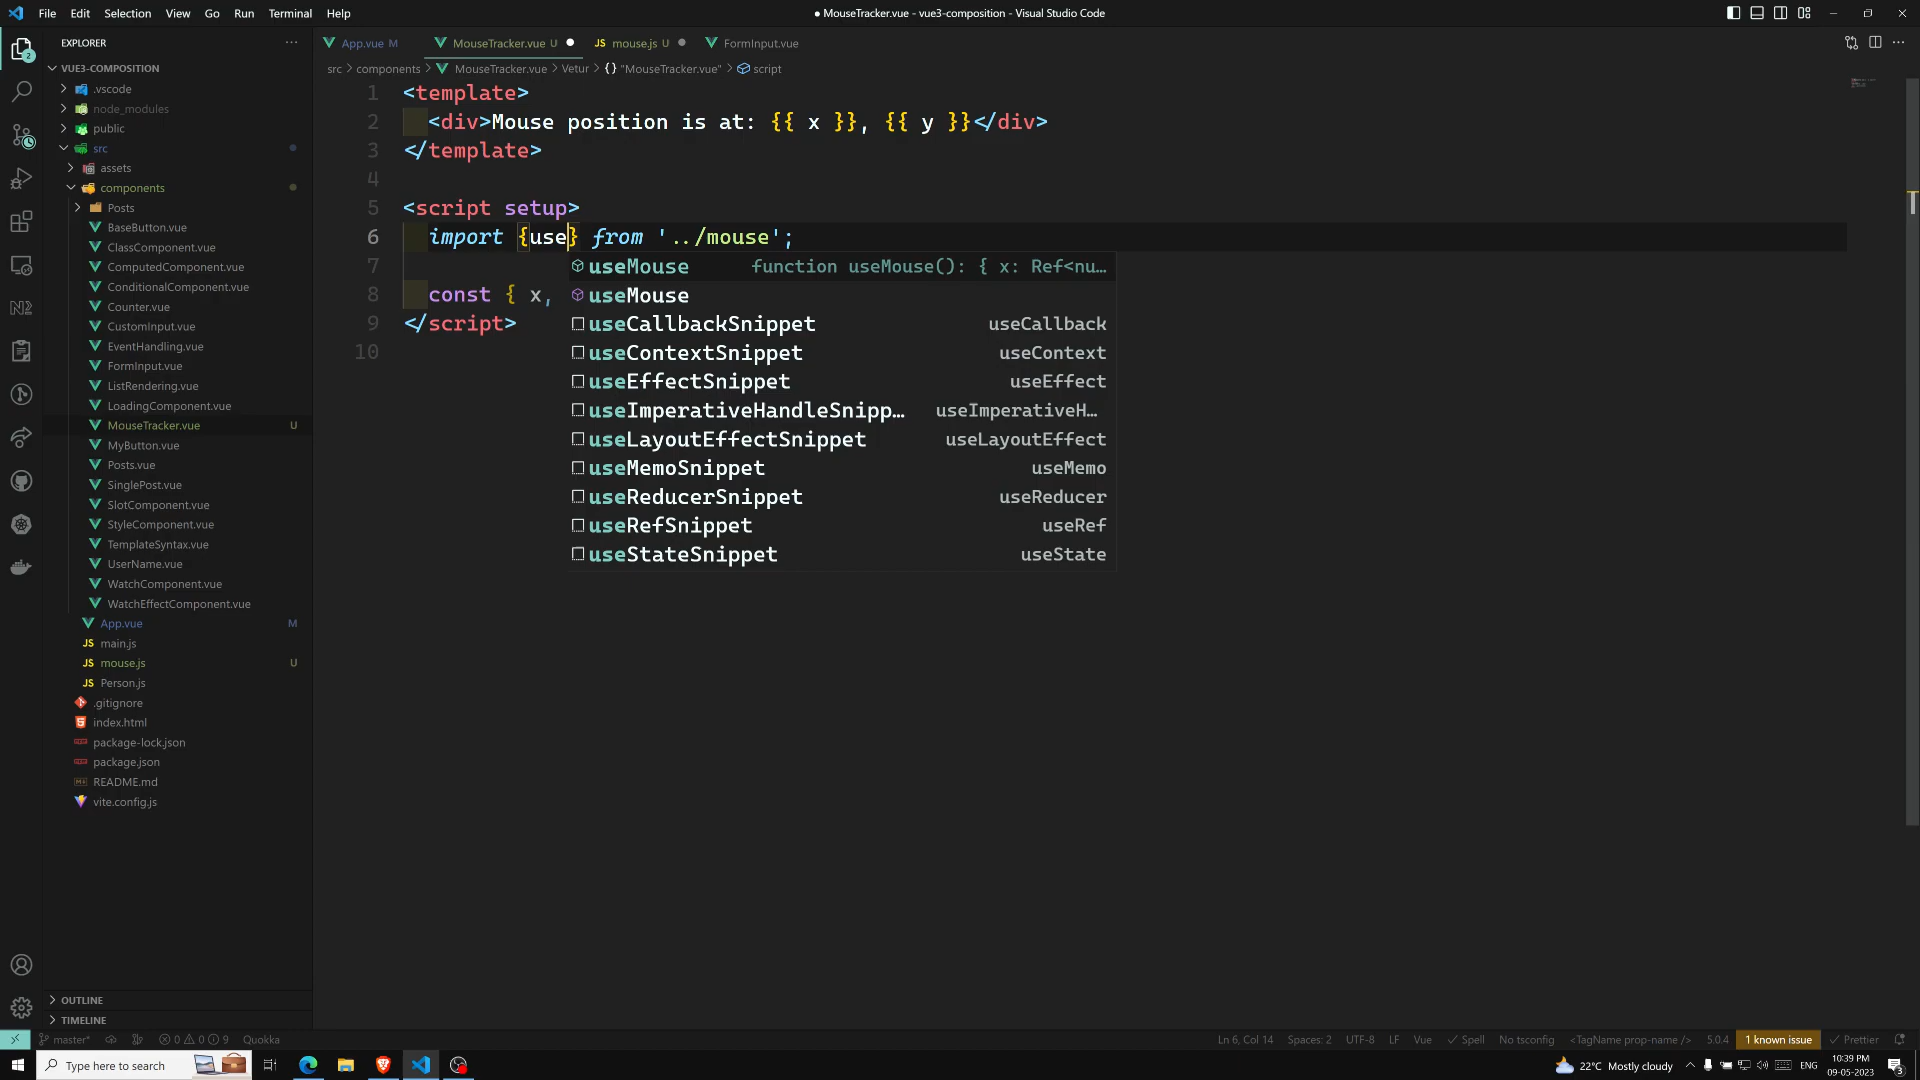 File Edit Selection View Go Run Terminal Help
● MouseTracker.vue - vue3-composition - Visual Studio Code
EXPLORER
App.vue M
MouseTracker.vue U
JS mouse.js U
FormInput.vue
VUE3-COMPOSITION
src > components > MouseTracker.vue > Vetur > {} "MouseTracker.vue" > script
.vscode
node_modules
public
src
assets
components
Posts
BaseButton.vue
ClassComponent.vue
ComputedComponent.vue
ConditionalComponent.vue
Counter.vue
CustomInput.vue
EventHandling.vue
FormInput.vue
ListRendering.vue
LoadingComponent.vue
MouseTracker.vue U
MyButton.vue
Posts.vue
SinglePost.vue
SlotComponent.vue
StyleComponent.vue
TemplateSyntax.vue
UserName.vue
WatchComponent.vue
WatchEffectComponent.vue
App.vue M
JS main.js
JS mouse.js U
JS Person.js
.gitignore
index.html
package-lock.json
package.json
README.md
vite.config.js
OUTLINE
TIMELINE
1 <template>
2 <div>Mouse position is at: {{ x }}, {{ y }}</div>
3 </template>
4
5 <script setup>
6 import {use} from '../mouse';
7
8 const { x,
9 </script>
10
useMouse function useMouse(): { x: Ref<nu…
useMouse
useCallbackSnippet useCallback
useContextSnippet useContext
useEffectSnippet useEffect
useImperativeHandleSnipp… useImperativeH…
useLayoutEffectSnippet useLayoutEffect
useMemoSnippet useMemo
useReducerSnippet useReducer
useRefSnippet useRef
useStateSnippet useState
master* 0 0 9 Quokka
Ln 6, Col 14 Spaces: 2 UTF-8 LF Vue Spell No tsconfig <TagName prop-name /> 5.0.4 1 known issue Prettier
Type here to search
22°C Mostly cloudy
ENG
10:39 PM
09-05-2023
3